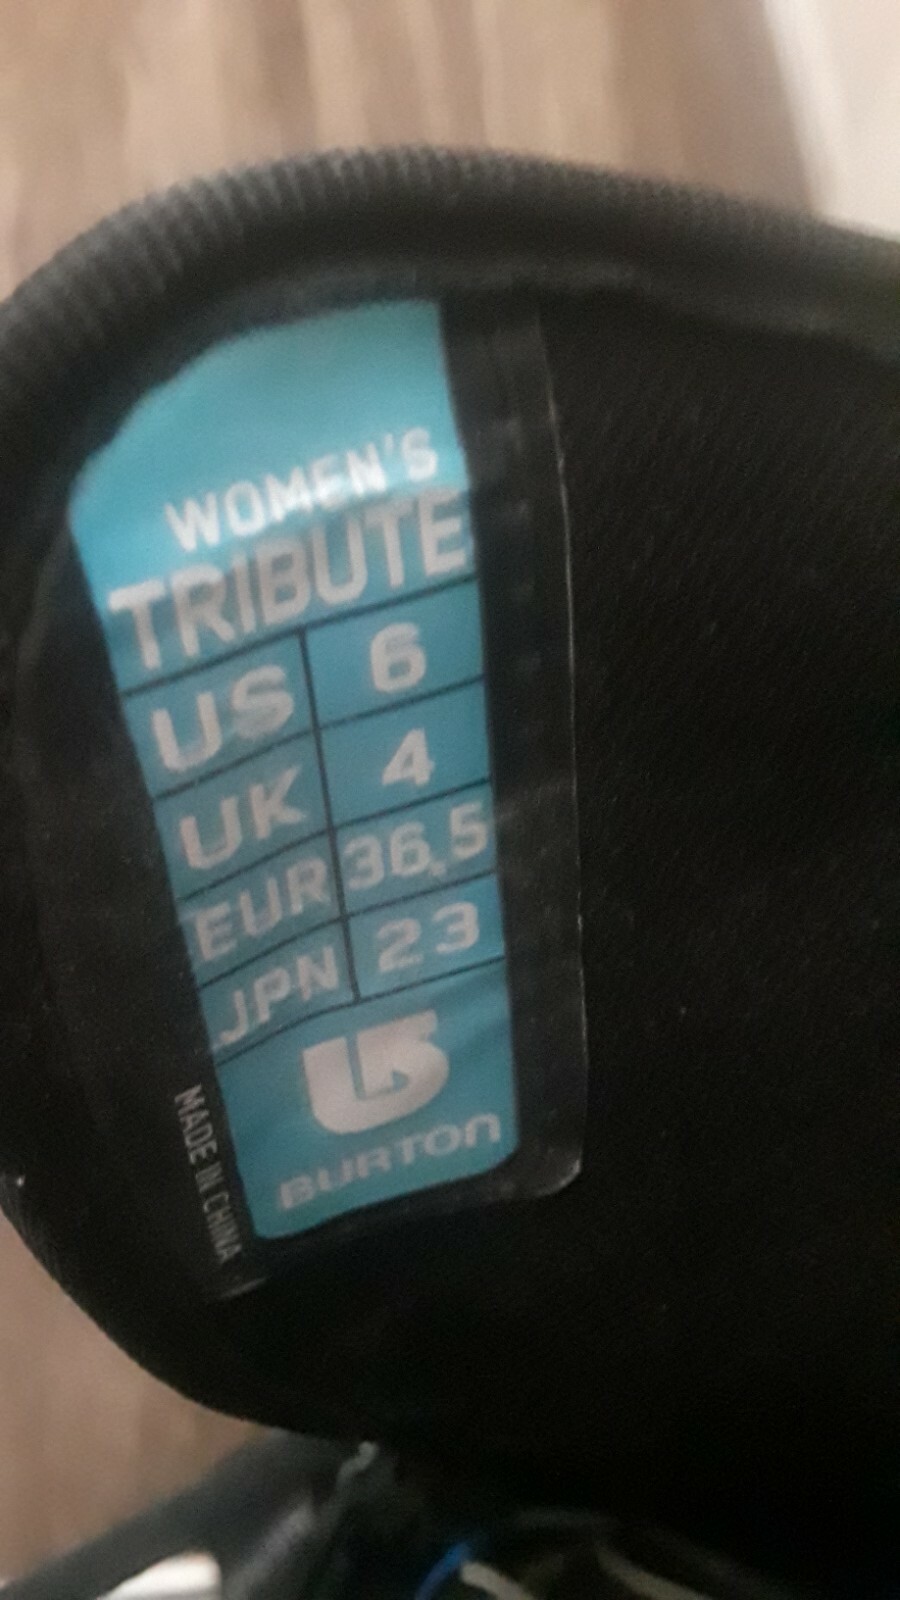 WOMEN'S
TRIBUTE
US 6
UK 4
EUR 36.5
JPN 23
BURTON
MADE IN CHINA